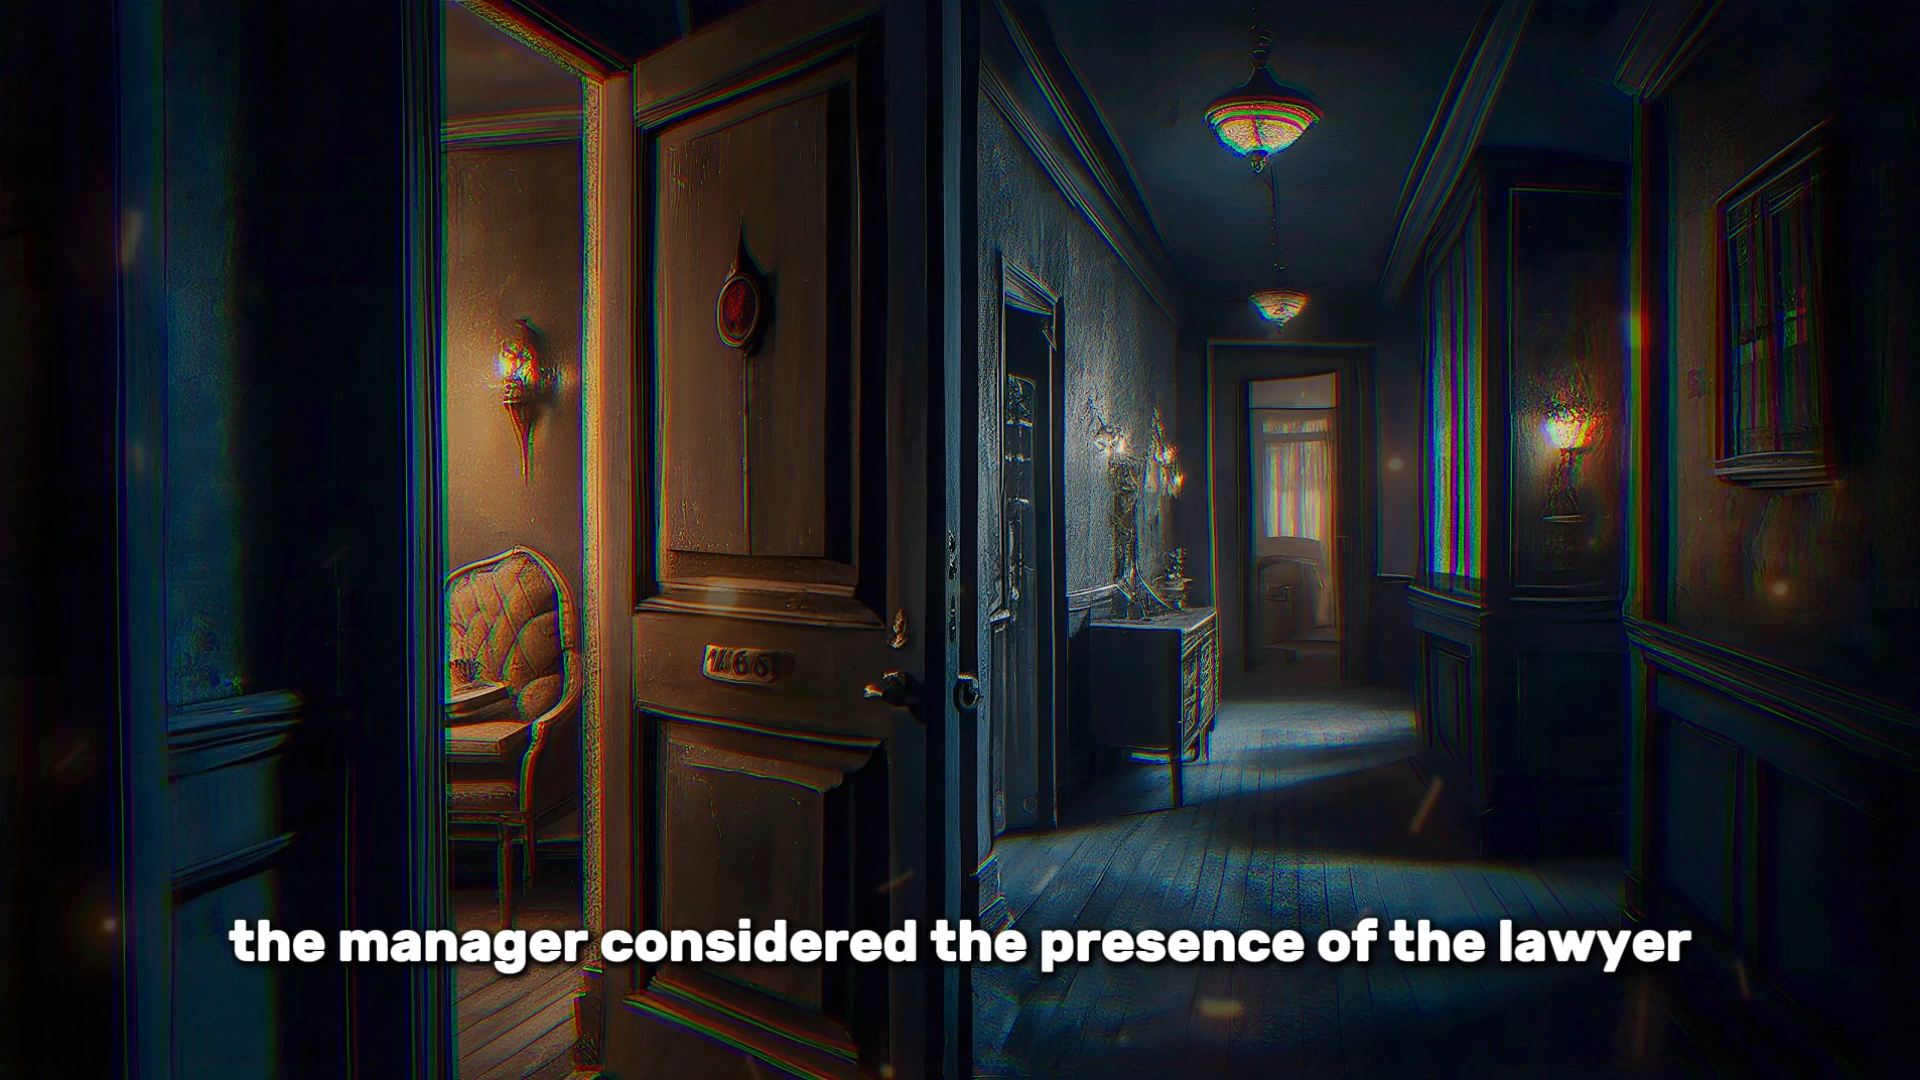 the manager considered the presence of the lawyer